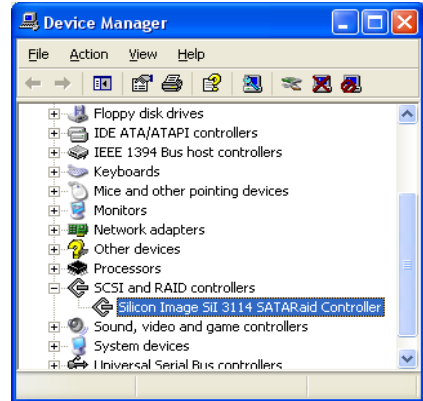 Device Manager
File Action View Help
Floppy disk drives
IDE ATA/ATAPI controllers
IEEE 1394 Bus host controllers
Keyboards
Mice and other pointing devices
Monitors
Network adapters
Other devices
Processors
SCSI and RAID controllers
Silicon Image SiI 3114 SATARaid Controller
Sound, video and game controllers
System devices
Universal Serial Bus controllers